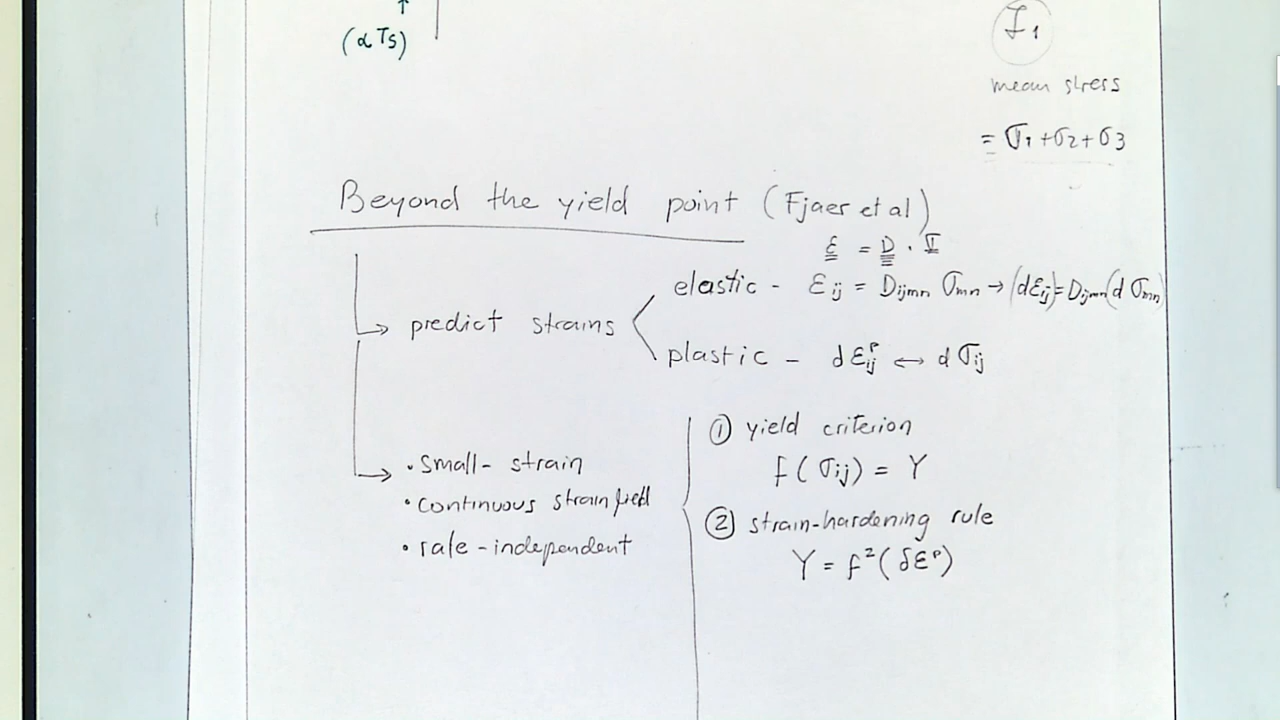 ↑
(αTs)
I₁
mean stress
= σ₁+σ₂+σ₃
Beyond the yield point (Fjaer et al)
ε = D · σ
elastic - εij = Dijmn σmn → (dεij) = Dijmn (d σmn)
→ predict strains
plastic - dεᵖij ↔ dσij
① yield criterion
f(σij) = Y
→ • small-strain
• continuous strain field
② strain-hardening rule
• rate-independent
Y = f²(δεᵖ)